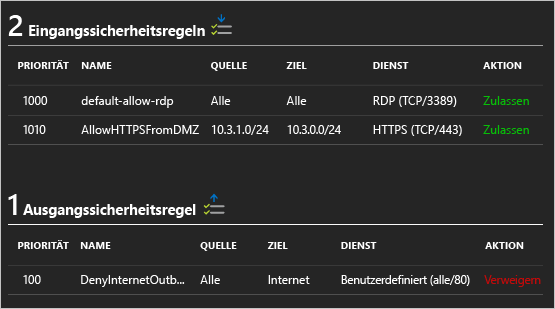 2 Eingangssicherheitsregeln
PRIORITÄT NAME QUELLE ZIEL DIENST AKTION
1000 default-allow-rdp Alle Alle RDP (TCP/3389) Zulassen
1010 AllowHTTPSFromDMZ 10.3.1.0/24 10.3.0.0/24 HTTPS (TCP/443) Zulassen
1 Ausgangssicherheitsregel
PRIORITÄT NAME QUELLE ZIEL DIENST AKTION
100 DenyInternetOutb... Alle Internet Benutzerdefiniert (alle/80) Verweigern